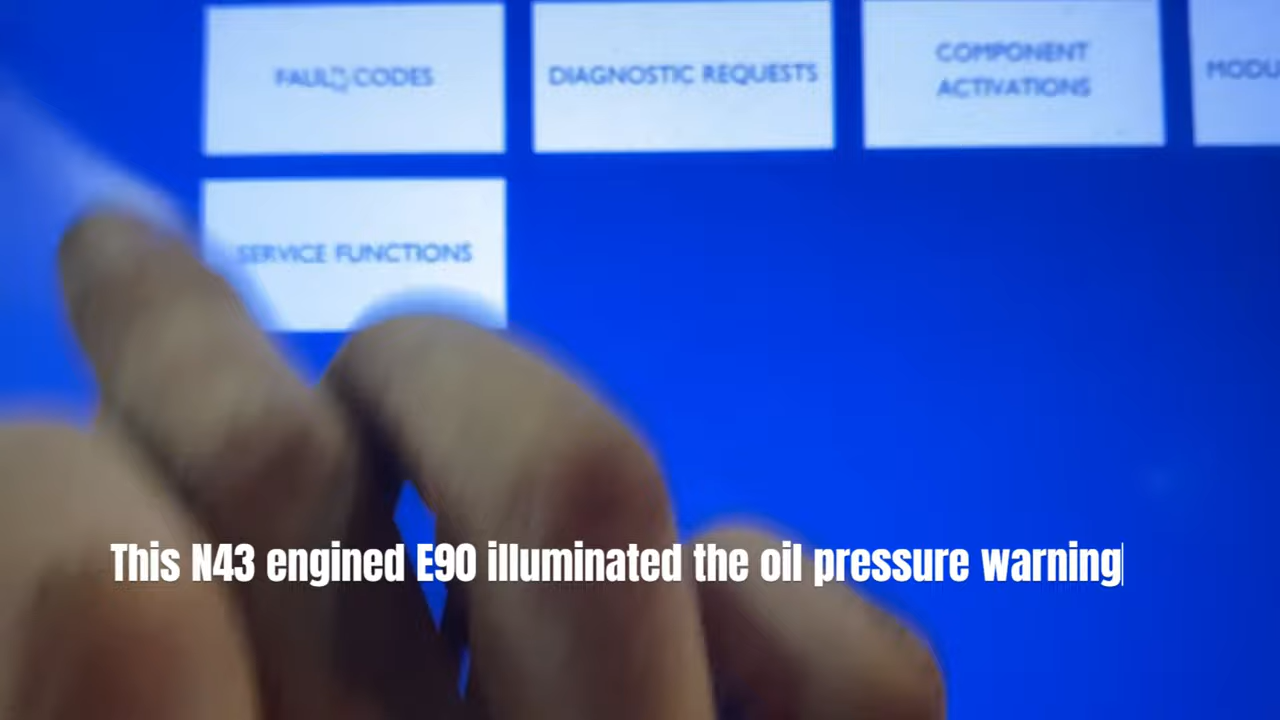 FAULT CODES
DIAGNOSTIC REQUESTS
COMPONENT
ACTIVATIONS
SERVICE FUNCTIONS
This N43 engined E90 illuminated the oil pressure warning